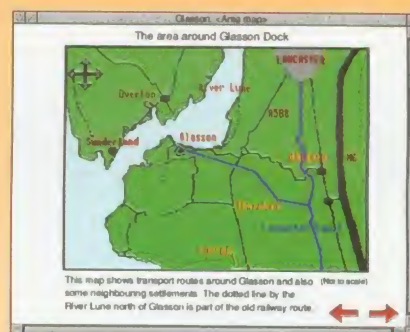 Glasson. <Area map>
The area around Glasson Dock
LANCASTER
River Lune
Overton
A588
Glasson
Sunderland
M6
This map shows transport routes around Glasson and also (Not to scale)
some neighbouring settlements. The dotted line by the
River Lune north of Glasson is part of the old railway route.